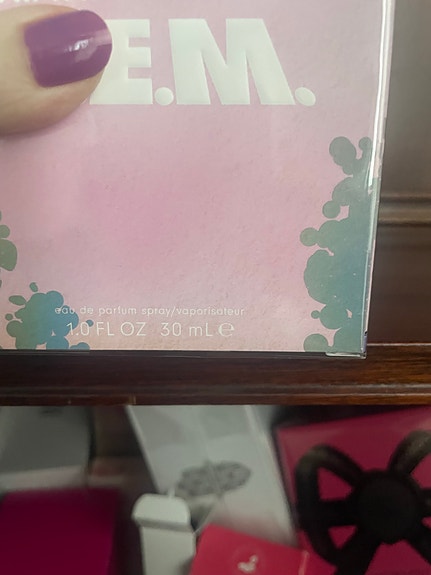 E.M.
eau de parfum spray/vaporisateur
1.0 FL OZ 30 mL ℮